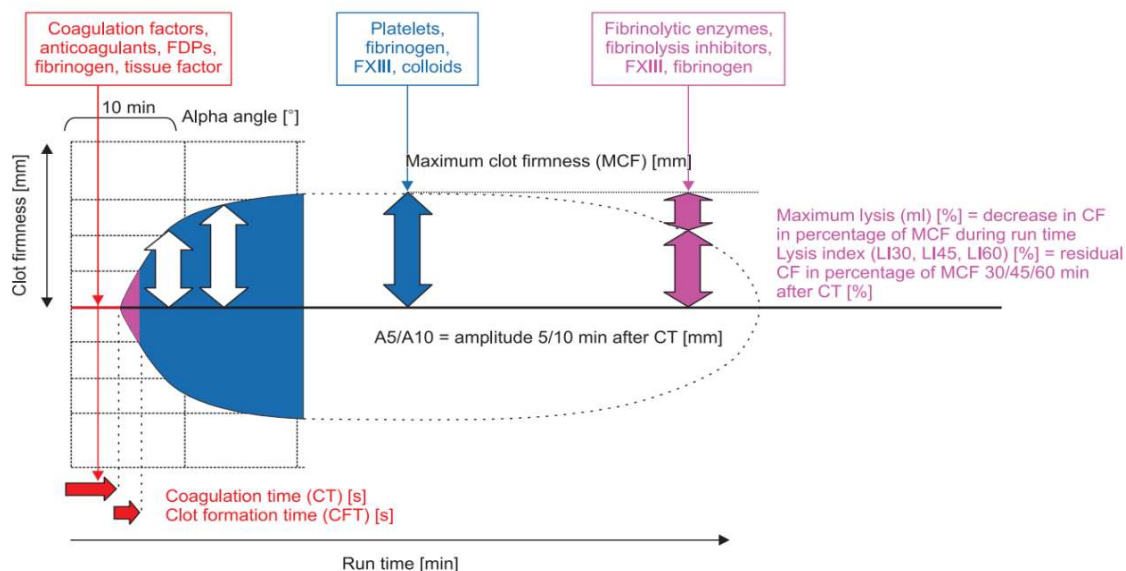 Coagulation factors,
anticoagulants, FDPs,
fibrinogen, tissue factor
Platelets,
fibrinogen,
FXIII, colloids
Fibrinolytic enzymes,
fibrinolysis inhibitors,
FXIII, fibrinogen
10 min
Alpha angle [°]
Clot firmness [mm]
Maximum clot firmness (MCF) [mm]
Maximum lysis (ml) [%] = decrease in CF
in percentage of MCF during run time
Lysis index (LI30, LI45, LI60) [%] = residual
CF in percentage of MCF 30/45/60 min
after CT [%]
A5/A10 = amplitude 5/10 min after CT [mm]
Coagulation time (CT) [s]
Clot formation time (CFT) [s]
Run time [min]